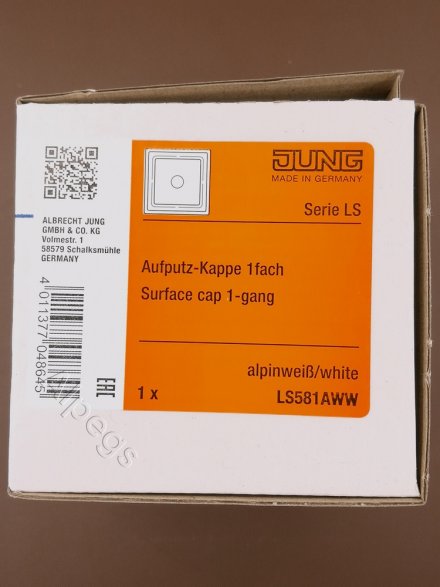 JUNG
MADE IN GERMANY
Serie LS
ALBRECHT JUNG
GMBH & CO. KG
Volmestr. 1
58579 Schalksmühle
GERMANY
Aufputz-Kappe 1fach
Surface cap 1-gang
4 011377 048645
EAC
1 x
alpinweiß/white
LS581AWW